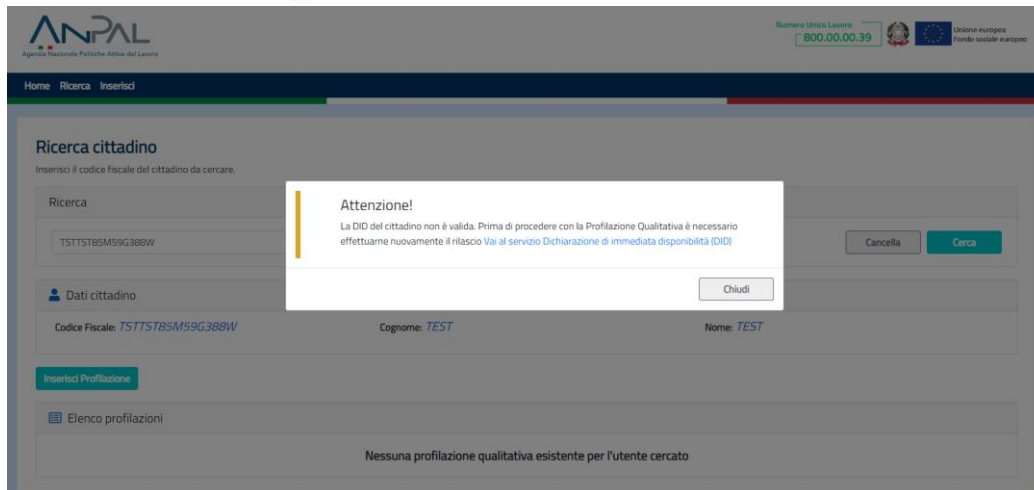 ANPAL
Agenzia Nazionale Politiche Attive del Lavoro
Numero Unico Lavoro
800.00.00.39
Unione europea
Fondo sociale europeo
Home Ricerca Inserisci
Ricerca cittadino
Inserisci il codice fiscale del cittadino da cercare.
Ricerca
TSTTST85M59G388W
Cancella Cerca
Attenzione!
La DID del cittadino non è valida. Prima di procedere con la Profilazione Qualitativa è necessario
effettuarne nuovamente il rilascio Vai al servizio Dichiarazione di immediata disponibilità (DID)
Chiudi
Dati cittadino
Codice Fiscale: TSTTST85M59G388W Cognome: TEST Nome: TEST
Inserisci Profilazione
Elenco profilazioni
Nessuna profilazione qualitativa esistente per l'utente cercato